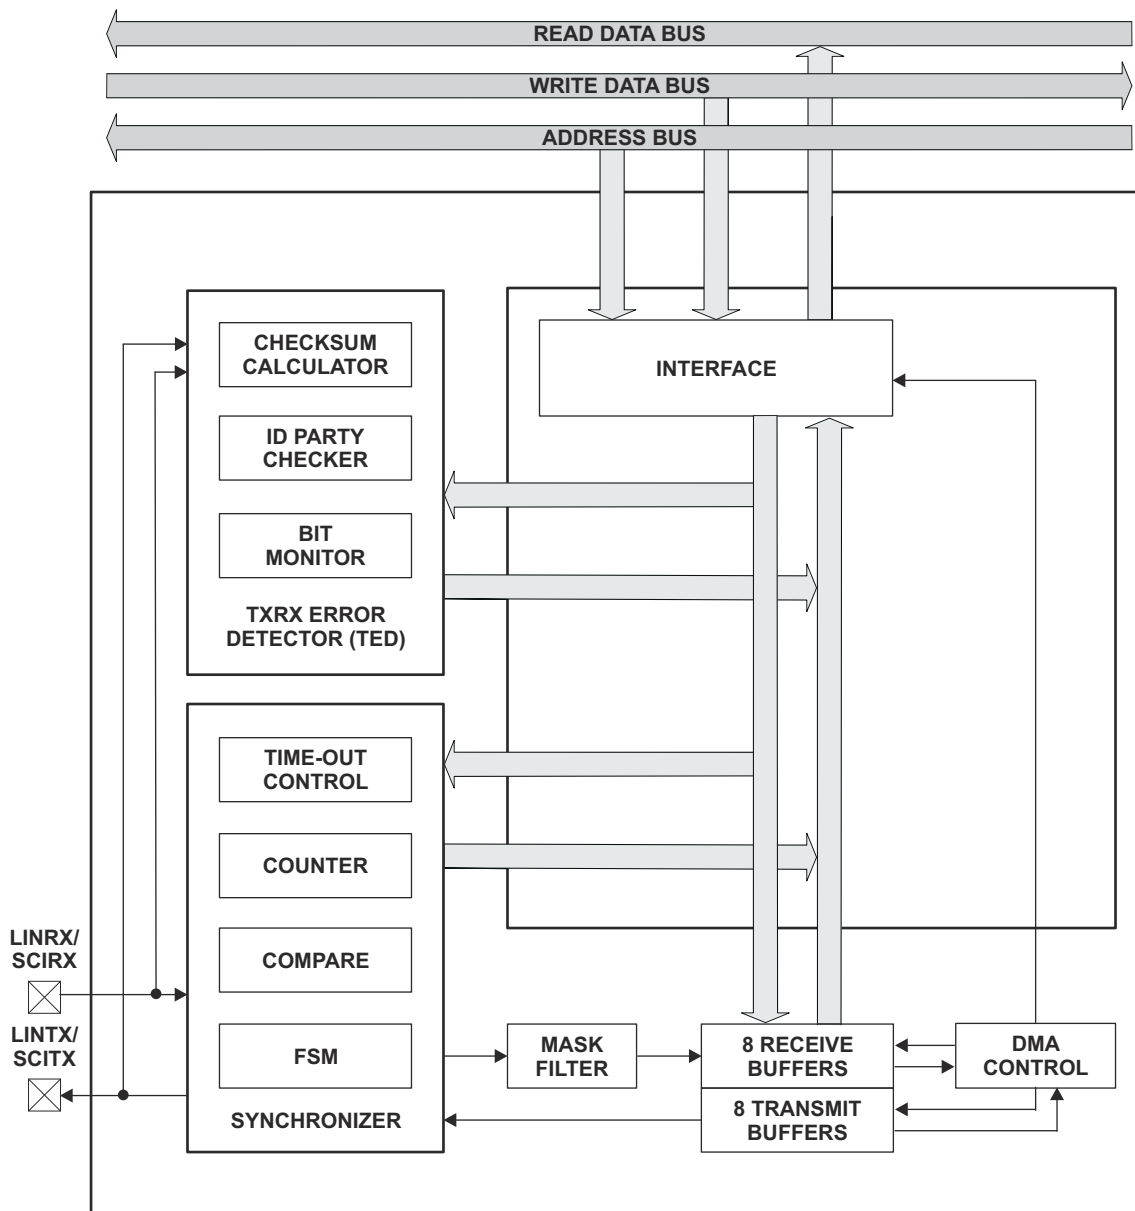 READ DATA BUS
WRITE DATA BUS
ADDRESS BUS
CHECKSUM
CALCULATOR
INTERFACE
ID PARTY
CHECKER
BIT
MONITOR
TXRX ERROR
DETECTOR (TED)
TIME-OUT
CONTROL
COUNTER
COMPARE
LINRX/
SCIRX
LINTX/
SCITX
FSM
SYNCHRONIZER
MASK
FILTER
8 RECEIVE
BUFFERS
8 TRANSMIT
BUFFERS
DMA
CONTROL